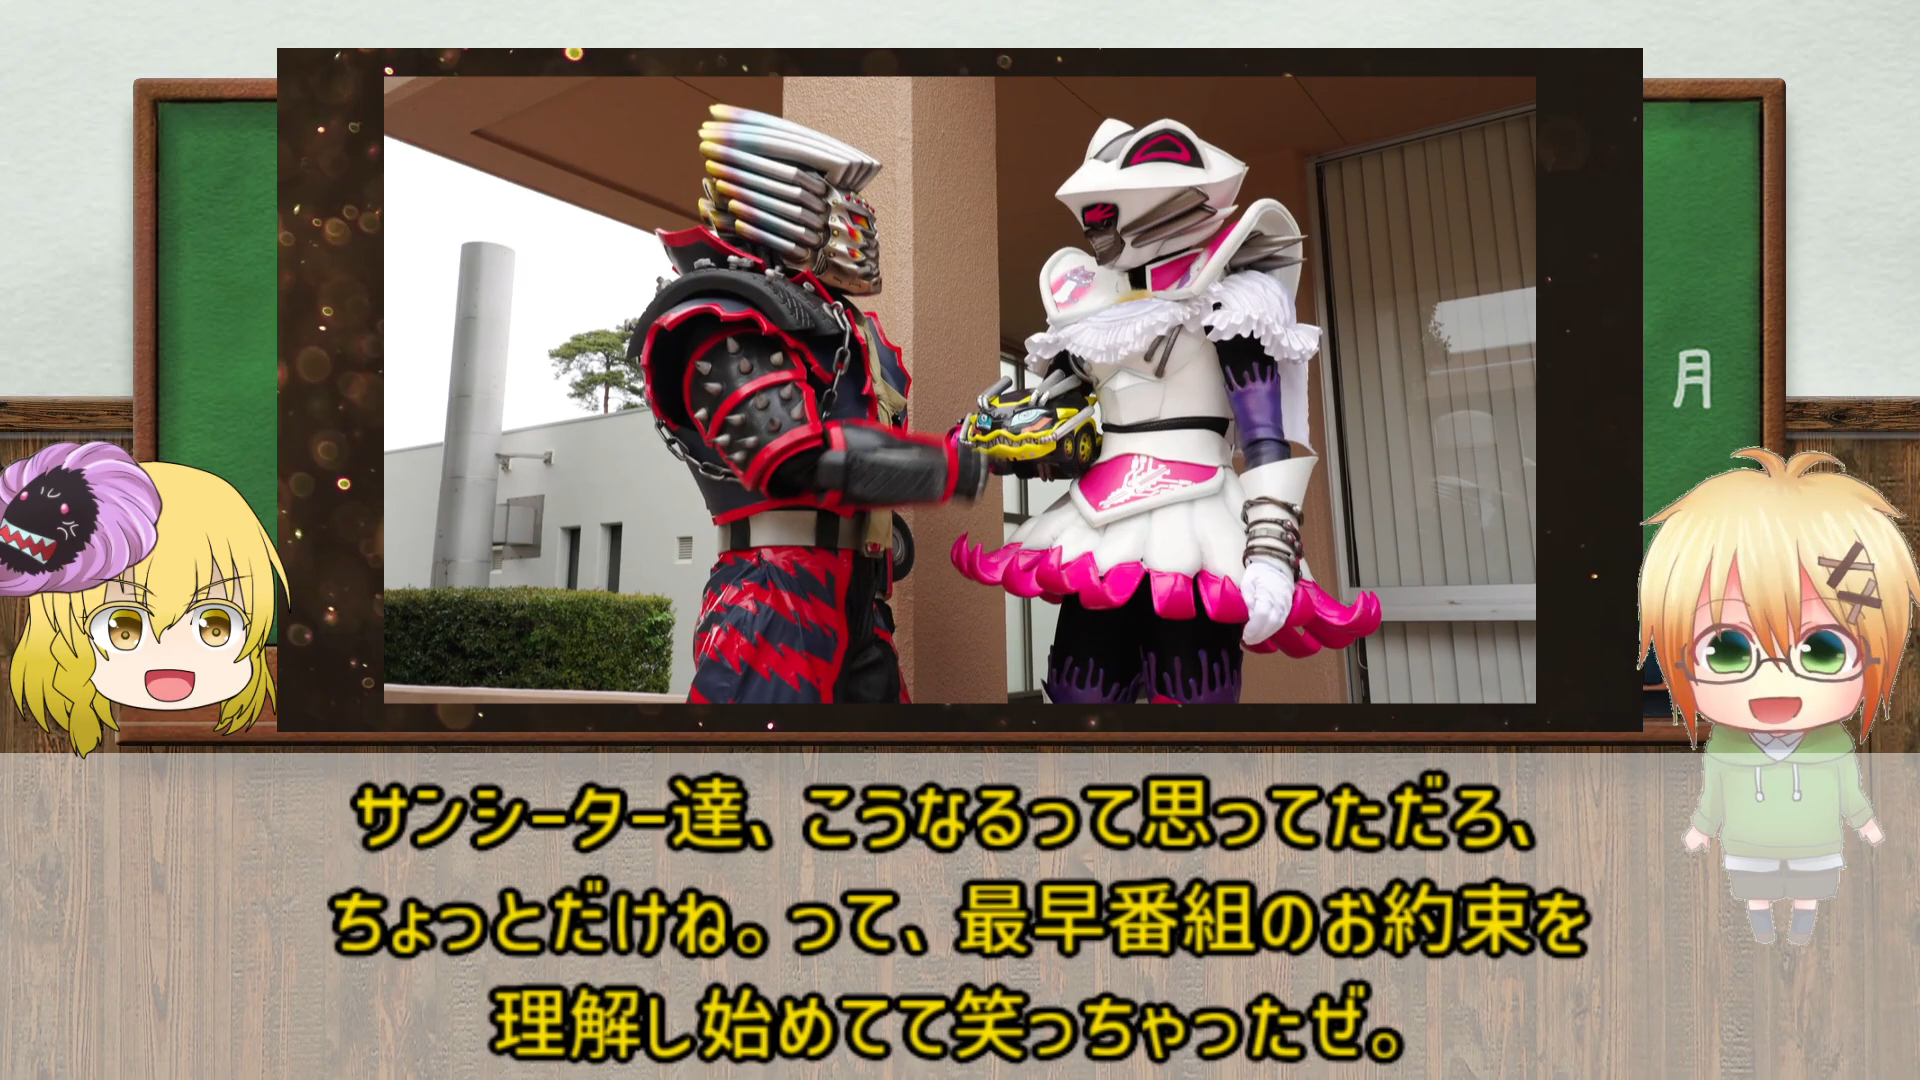 月
サンシーター達、こうなるって思ってただろ、
ちょっとだけね。って、最早番組のお約束を
理解し始めてて笑っちゃったぜ。